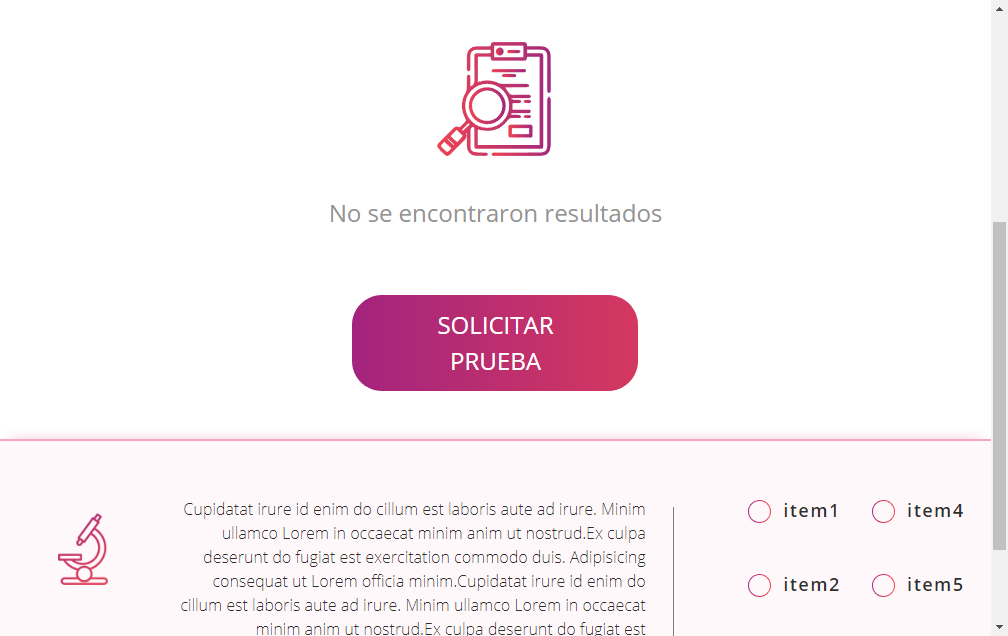 No se encontraron resultados
SOLICITAR
PRUEBA
Cupidatat irure id enim do cillum est laboris aute ad irure. Minim
ullamco Lorem in occaecat minim anim ut nostrud.Ex culpa
deserunt do fugiat est exercitation commodo duis. Adipisicing
consequat ut Lorem officia minim.Cupidatat irure id enim do
cillum est laboris aute ad irure. Minim ullamco Lorem in occaecat
minim anim ut nostrud.Ex culpa deserunt do fugiat est
item1
item4
item2
item5